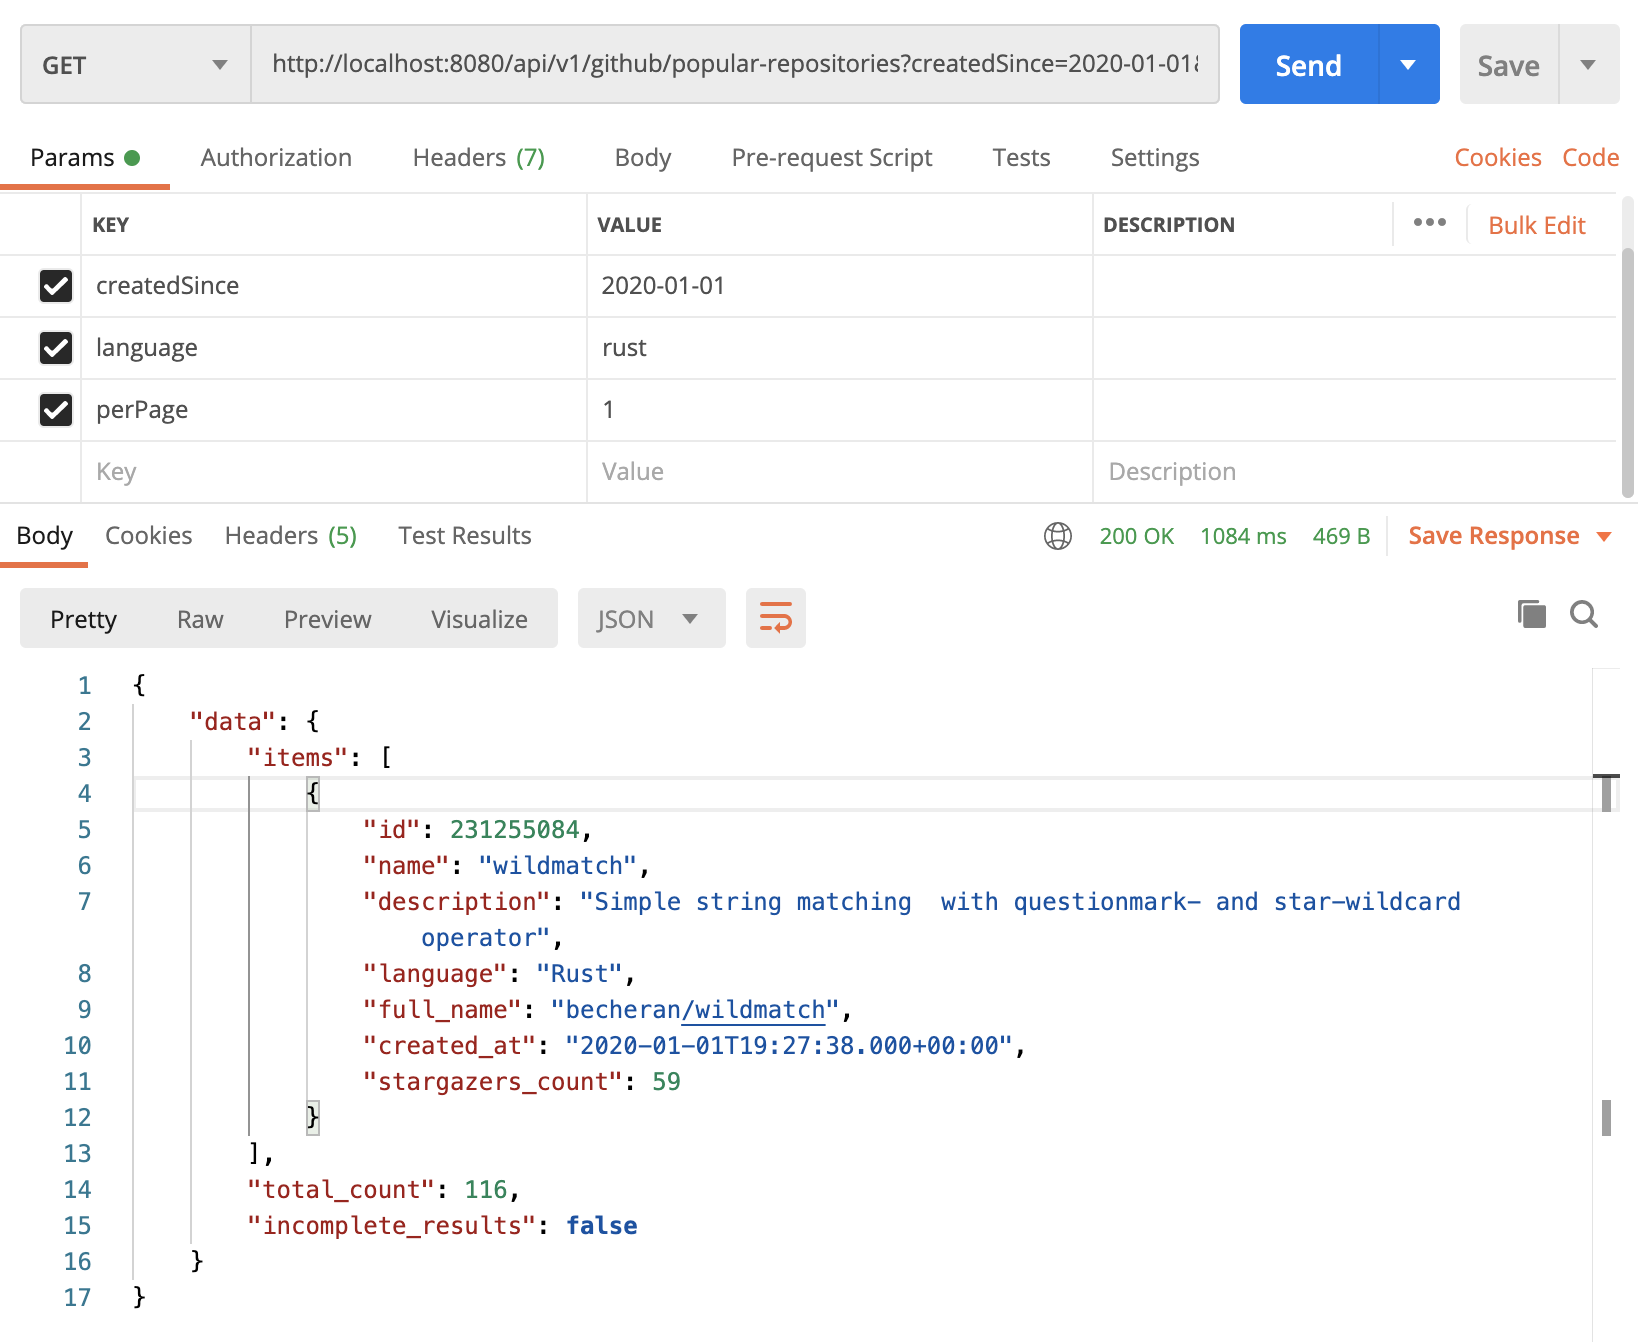 GET http://localhost:8080/api/v1/github/popular-repositories?createdSince=2020-01-01& Send Save
Params Authorization Headers (7) Body Pre-request Script Tests Settings Cookies Code
KEY VALUE DESCRIPTION ••• Bulk Edit
createdSince 2020-01-01
language rust
perPage 1
Key Value Description
Body Cookies Headers (5) Test Results 200 OK 1084 ms 469 B Save Response
Pretty Raw Preview Visualize JSON
1 {
2 "data": {
3 "items": [
4 {
5 "id": 231255084,
6 "name": "wildmatch",
7 "description": "Simple string matching  with questionmark- and star-wildcard
operator",
8 "language": "Rust",
9 "full_name": "becheran/wildmatch",
10 "created_at": "2020-01-01T19:27:38.000+00:00",
11 "stargazers_count": 59
12 }
13 ],
14 "total_count": 116,
15 "incomplete_results": false
16 }
17 }